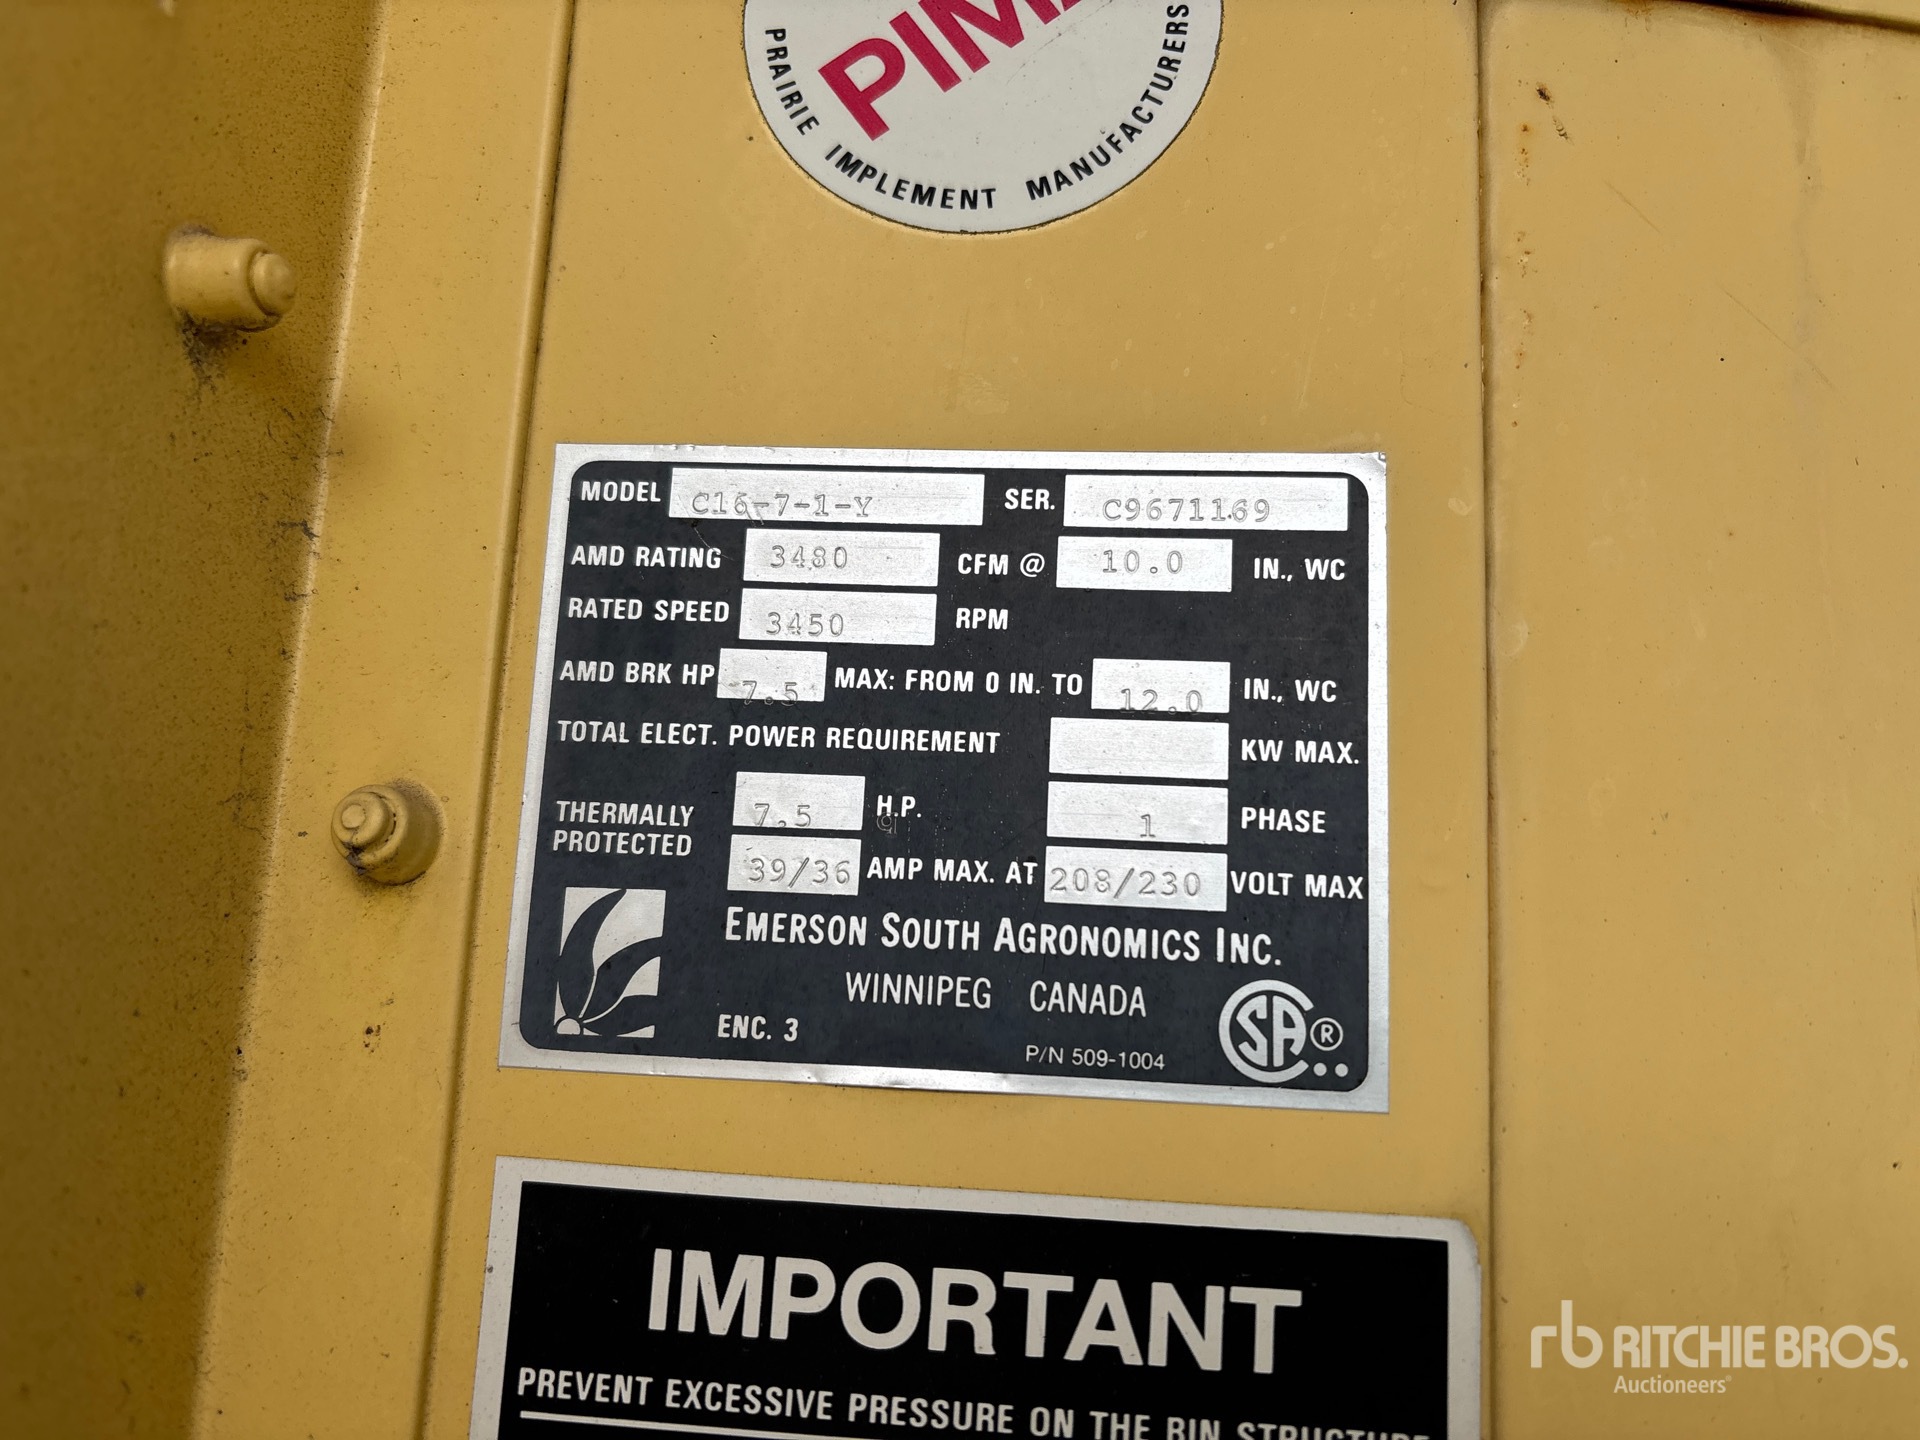 PRAIRIE IMPLEMENT MANUFACTURERS
MODEL C16-7-1-Y SER. C9671169
AMD RATING 3480 CFM @ 10.0 IN., WC
RATED SPEED 3450 RPM
AMD BRK HP 7.5 MAX: FROM 0 IN. TO 12.0 IN., WC
TOTAL ELECT. POWER REQUIREMENT KW MAX.
THERMALLY PROTECTED 7.5 H.P. 1 PHASE
39/36 AMP MAX. AT 208/230 VOLT MAX
EMERSON SOUTH AGRONOMICS INC.
WINNIPEG CANADA
ENC. 3
P/N 509-1004
SA ®
IMPORTANT
PREVENT EXCESSIVE PRESSURE ON THE BIN STRUCTURE
rb RITCHIE BROS.
Auctioneers